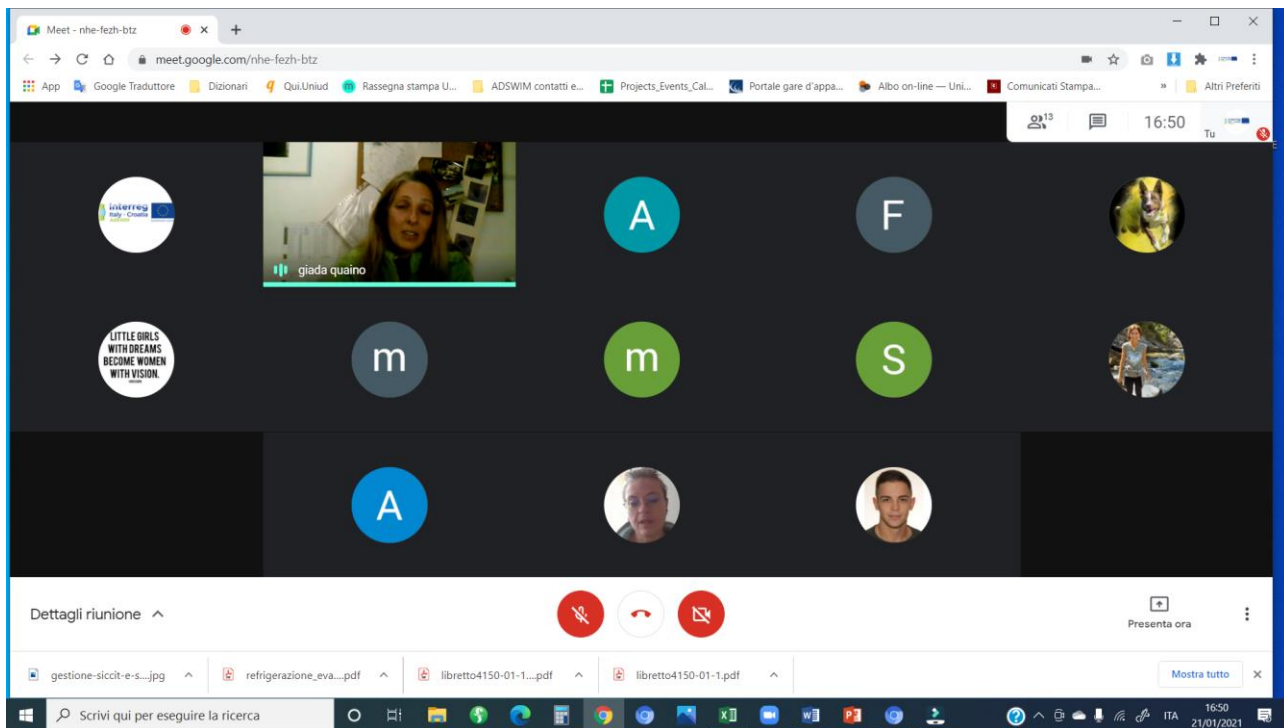 Meet - nhe-fezh-btz
meet.google.com/nhe-fezh-btz
App
Google Traduttore
Dizionari
Qui.Uniud
Rassegna stampa U...
ADSWIM contatti e...
Projects_Events_Cal...
Portale gare d'appa...
Albo on-line — Uni...
Comunicati Stampa...
»
Altri Preferiti
13
16:50
Tu
Interreg
Italy - Croatia
giada quaino
A
F
LITTLE GIRLS
WITH DREAMS
BECOME WOMEN
WITH VISION.
m
m
S
A
Dettagli riunione
Presenta ora
gestione-siccit-e-s....jpg
refrigerazione_eva....pdf
libretto4150-01-1....pdf
libretto4150-01-1.pdf
Mostra tutto
Scrivi qui per eseguire la ricerca
ITA
16:50
21/01/2021